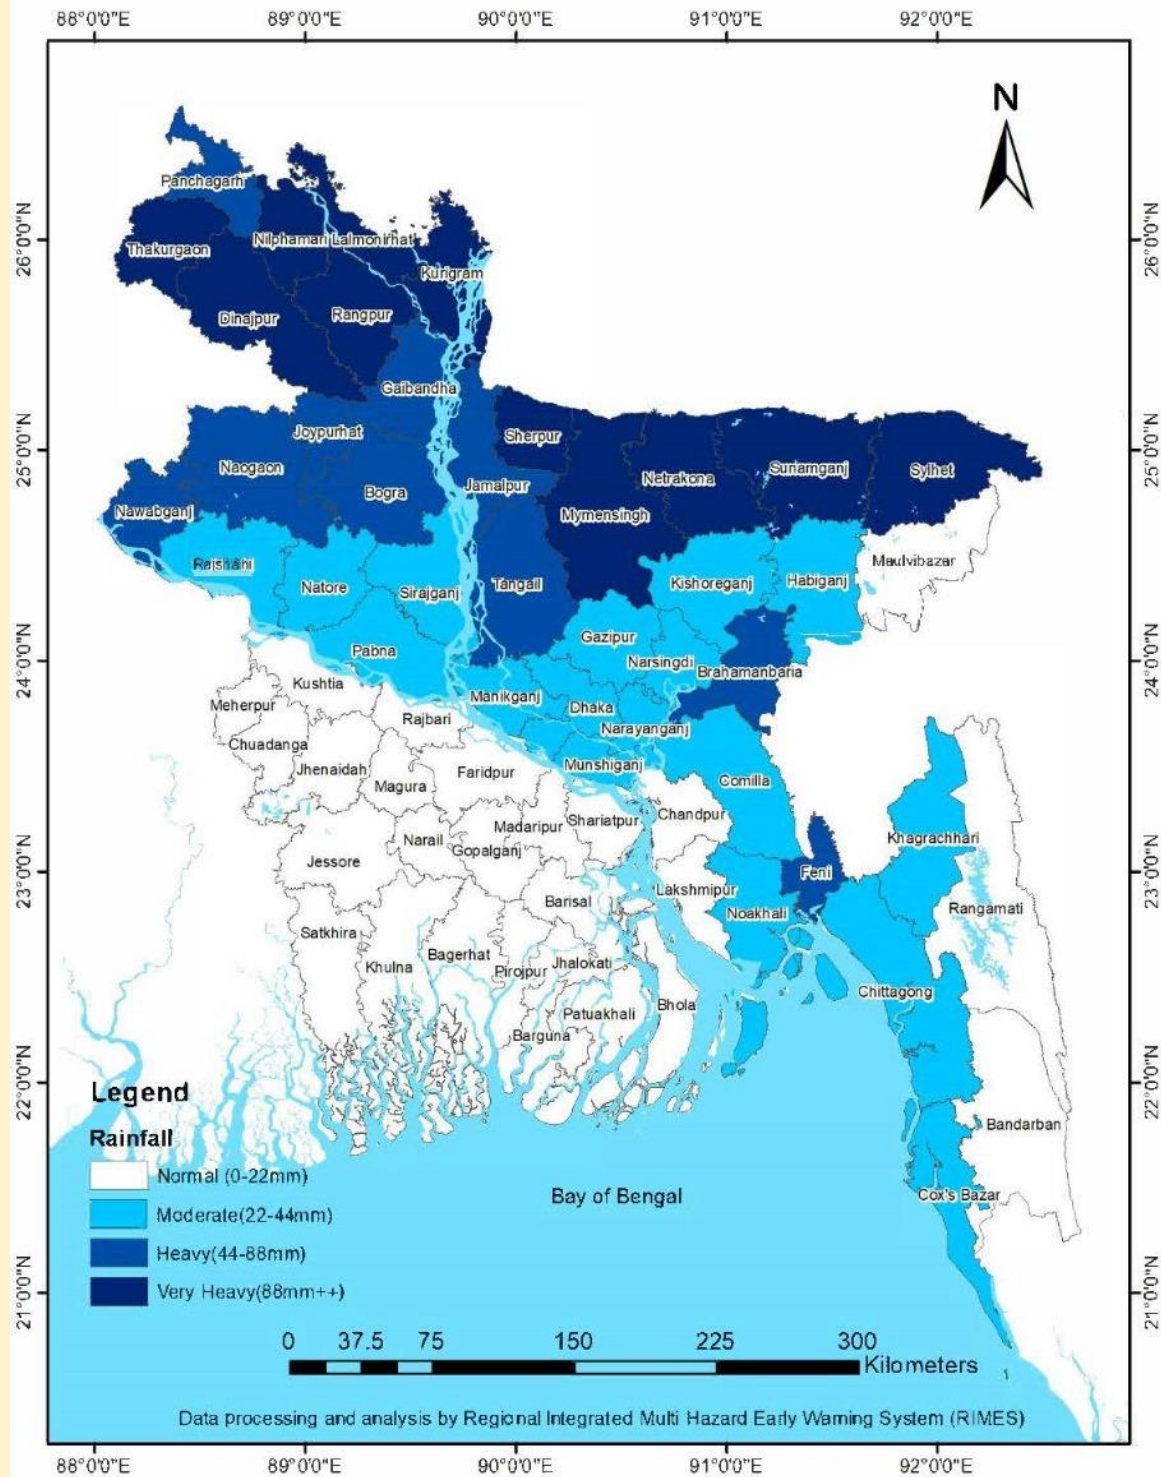 88°0'0"E 89°0'0"E 90°0'0"E 91°0'0"E 92°0'0"E
N
Panchagarh
26°0'0"N
26°0'0"N
Thakurgaon
Nilphamari
Lalmonirhat
Kurigram
Dinajpur
Rangpur
Gaibandha
Joypurhat
Sherpur
25°0'0"N
25°0'0"N
Naogaon
Bogra
Jamalpur
Netrakona
Sunamganj
Sylhet
Nawabganj
Mymensingh
Rajshahi
Natore
Sirajganj
Tangail
Kishoreganj
Habiganj
Maulvibazar
Gazipur
24°0'0"N
24°0'0"N
Pabna
Narsingdi
Brahamanbaria
Kushtia
Manikganj
Meherpur
Rajbari
Dhaka
Narayanganj
Chuadanga
Jhenaidah
Magura
Faridpur
Munshiganj
Comilla
Chandpur
Shariatpur
Madaripur
Narail
Gopalganj
Khagrachhari
Jessore
23°0'0"N
23°0'0"N
Feni
Lakshmipur
Barisal
Noakhali
Rangamati
Satkhira
Khulna
Bagerhat
Pirojpur
Jhalokati
Chittagong
Bhola
Patuakhali
Barguna
22°0'0"N
22°0'0"N
Bandarban
Cox's Bazar
Bay of Bengal
Legend
Rainfall
Normal (0-22mm)
Moderate(22-44mm)
Heavy(44-88mm)
Very Heavy(88mm++)
21°0'0"N
21°0'0"N
0 37.5 75 150 225 300
Kilometers
1
Data processing and analysis by Regional Integrated Multi Hazard Early Warning System (RIMES)
88°0'0"E 89°0'0"E 90°0'0"E 91°0'0"E 92°0'0"E